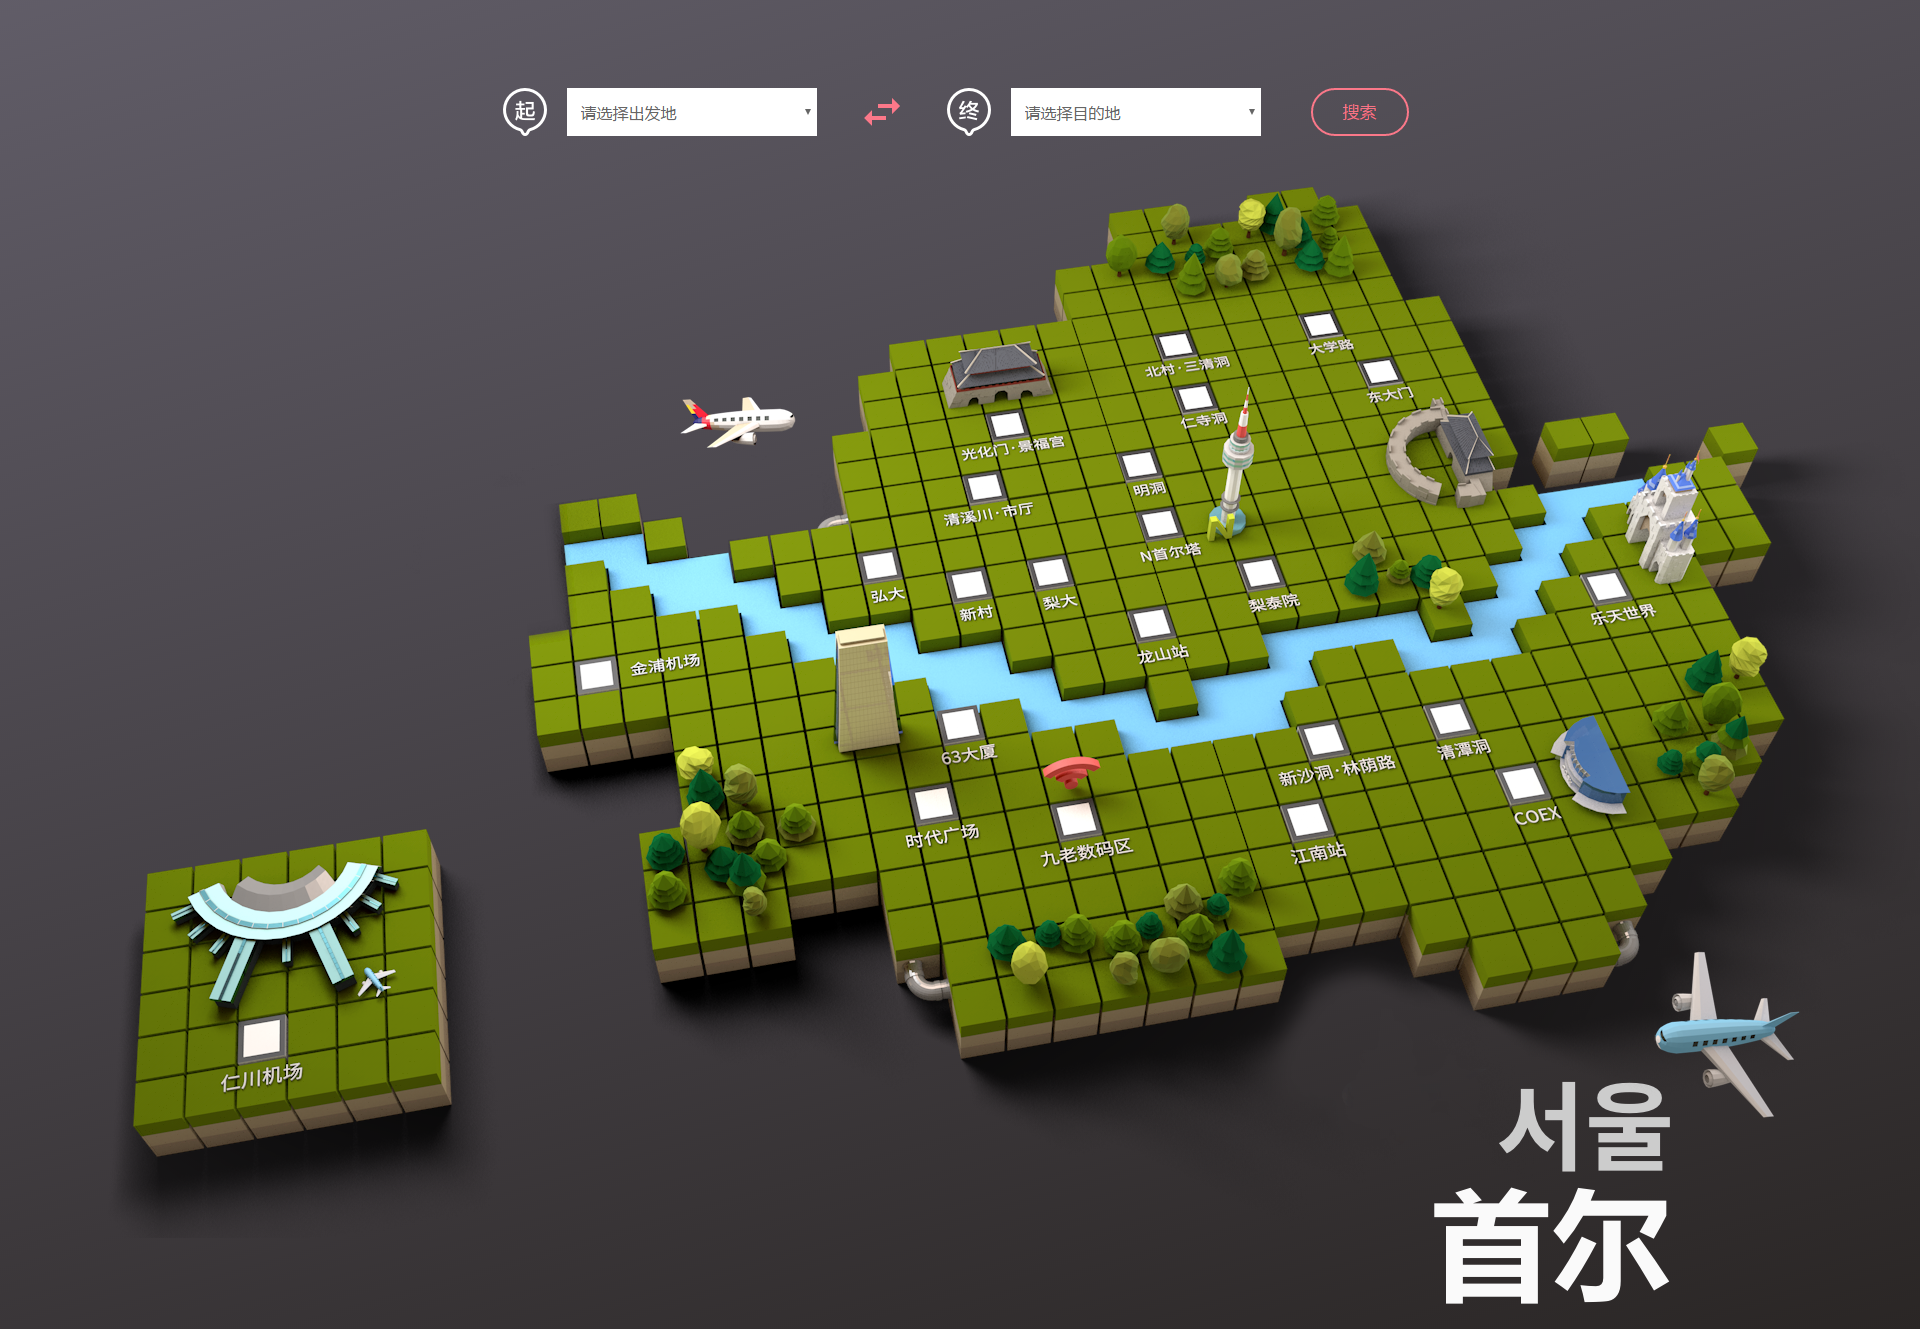 起
请选择出发地
终
请选择目的地
搜索
大学路
北村·三清洞
东大门
仁寺洞
光化门·景福宫
明洞
清溪川·市厅
N首尔塔
弘大
新村
梨大
梨泰院
乐天世界
龙山站
金浦机场
63大厦
清潭洞
新沙洞·林荫路
COEX
时代广场
九老数码区
江南站
仁川机场
서울
首尔